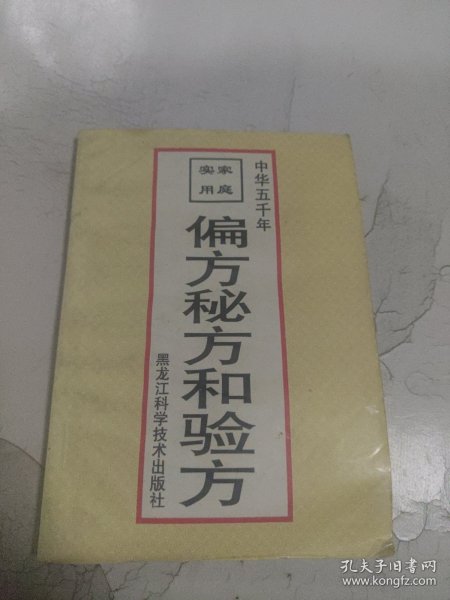 中华五千年
家庭
实用
偏方秘方和验方
黑龙江科学技术出版社
孔夫子旧书网
www.kongfz.com